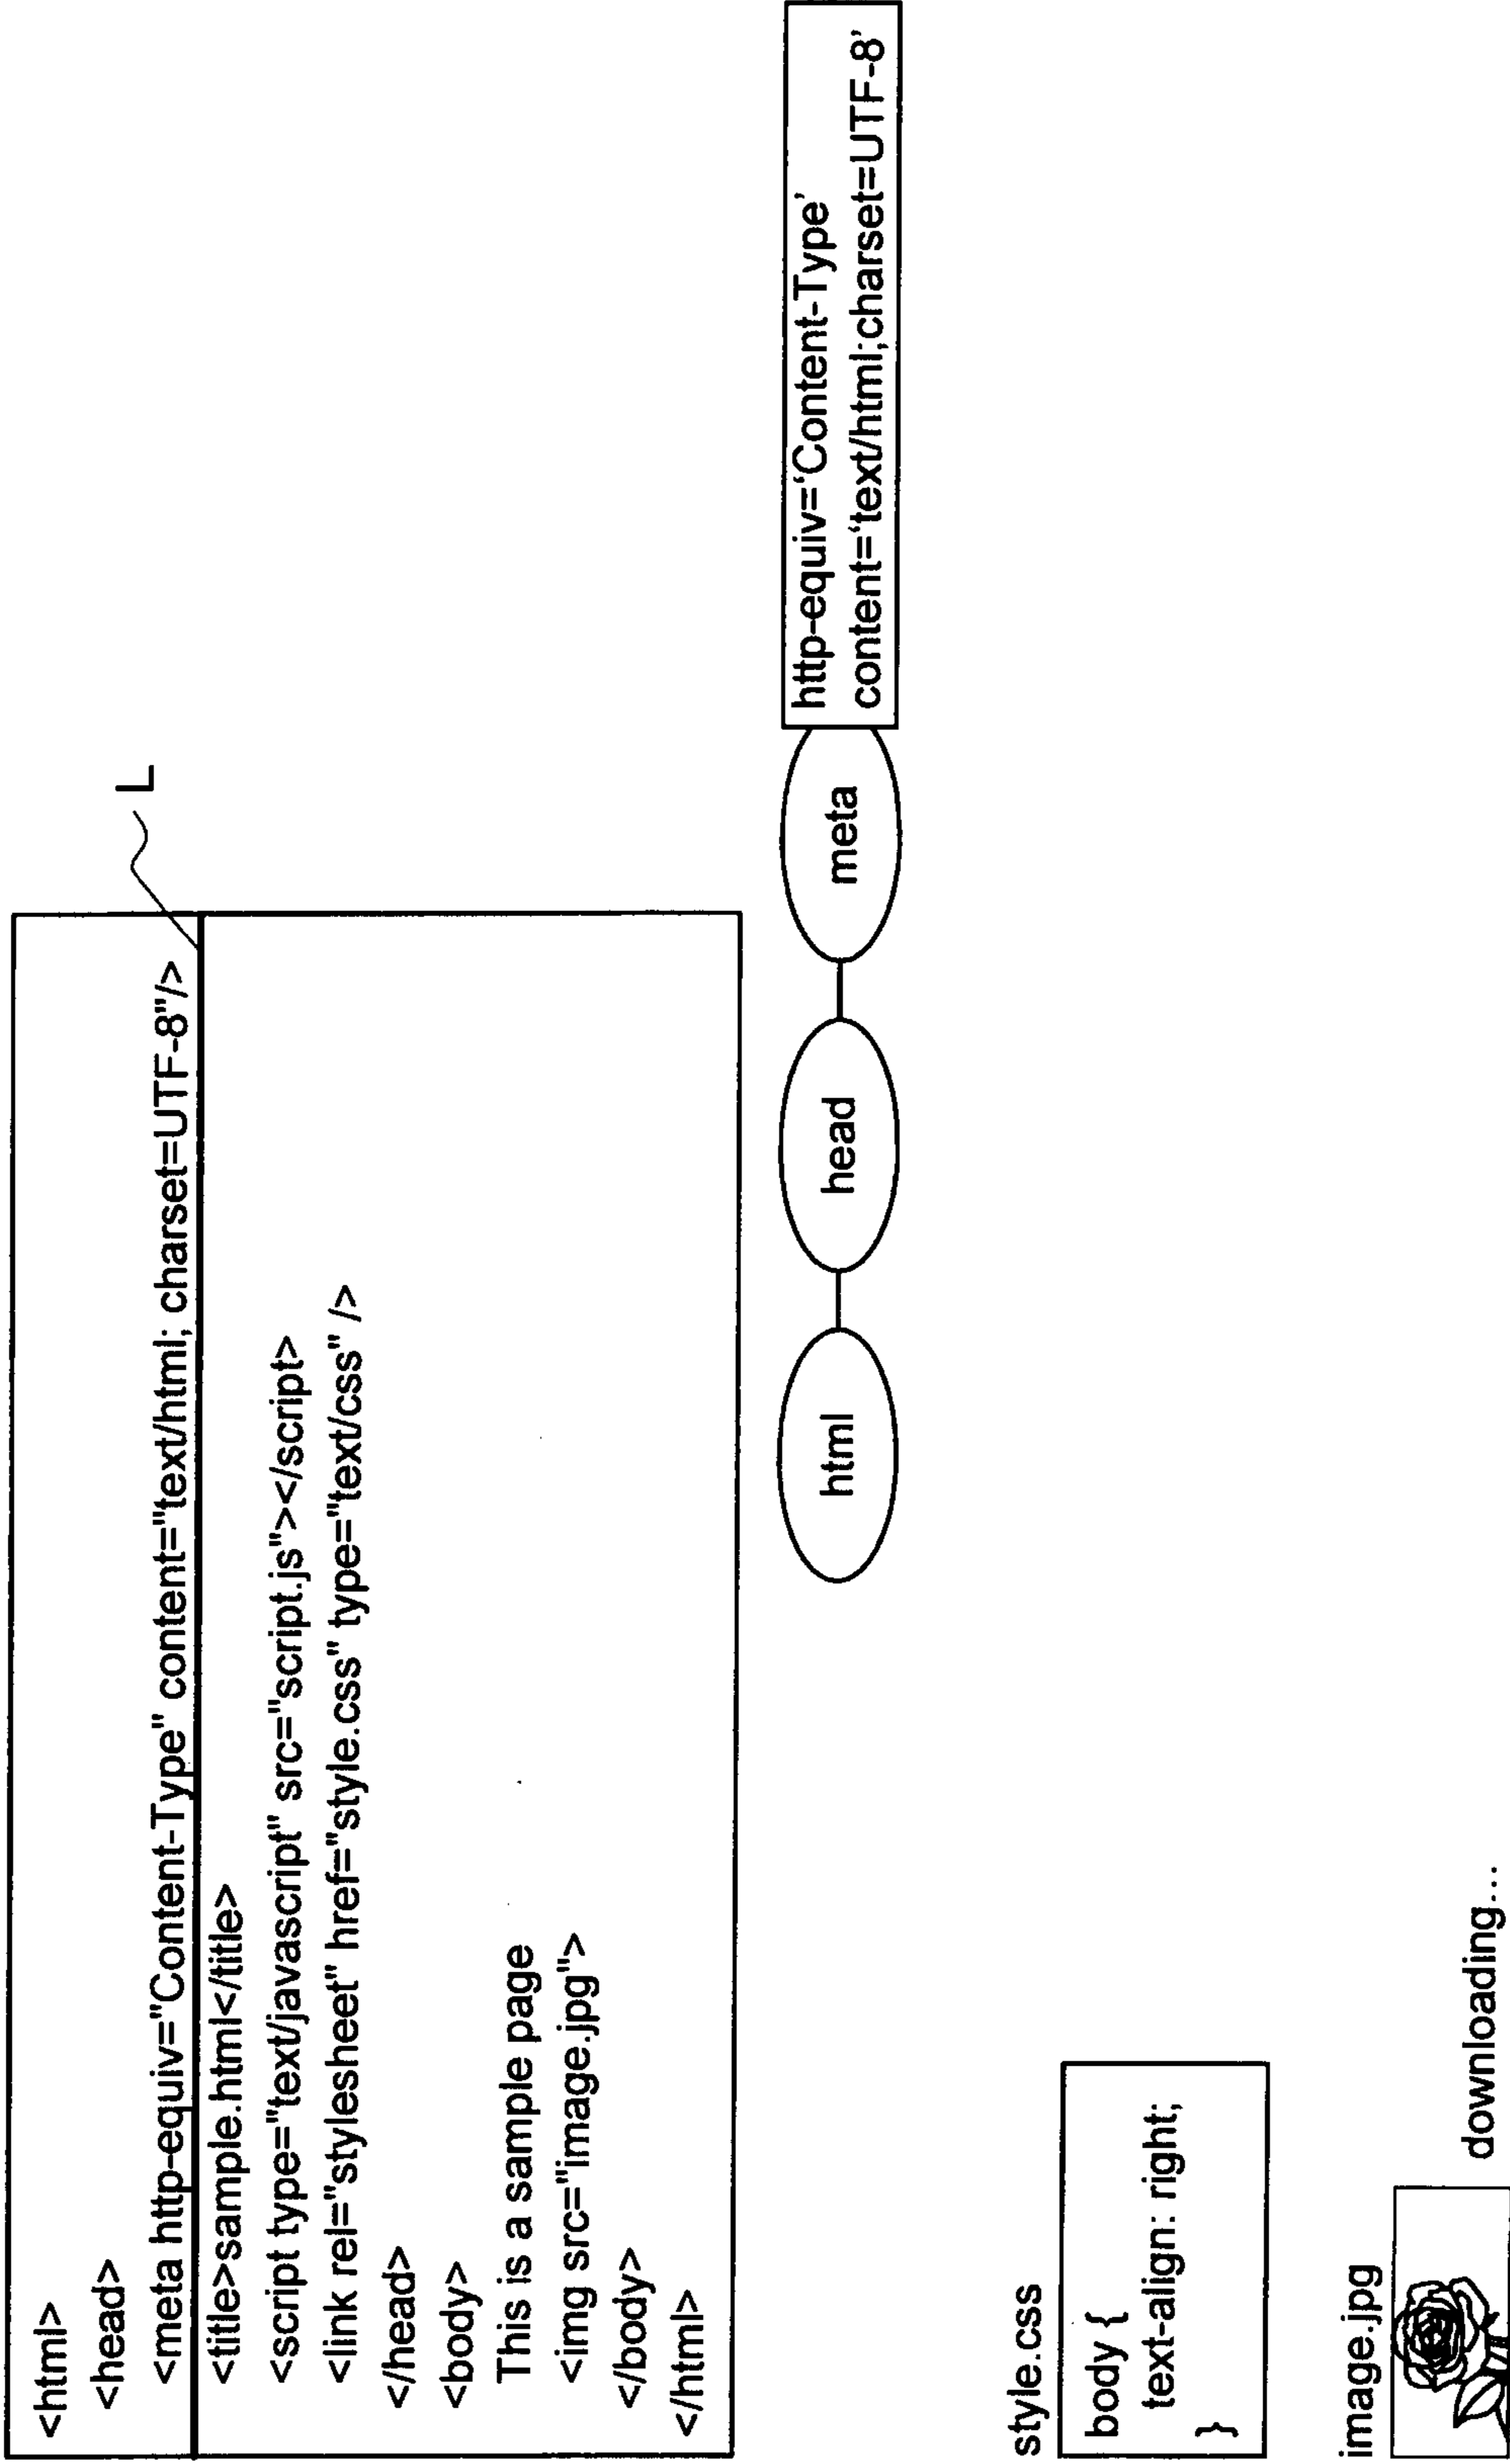 <html>
<head>
<meta http-equiv="Content-Type" content="text/html; charset=UTF-8"/>
L
<title>sample.html</title>
<script type="text/javascript" src="script.js"></script>
<link rel="stylesheet" href="style.css" type="text/css" />
</head>
<body>
This is a sample page
<img src="image.jpg">
</body>
</html>
html
head
meta
http-equiv=‘Content-Type’
content=‘text/html;charset=UTF-8’
style.css
body {
text-align: right;
}
image.jpg
downloading...